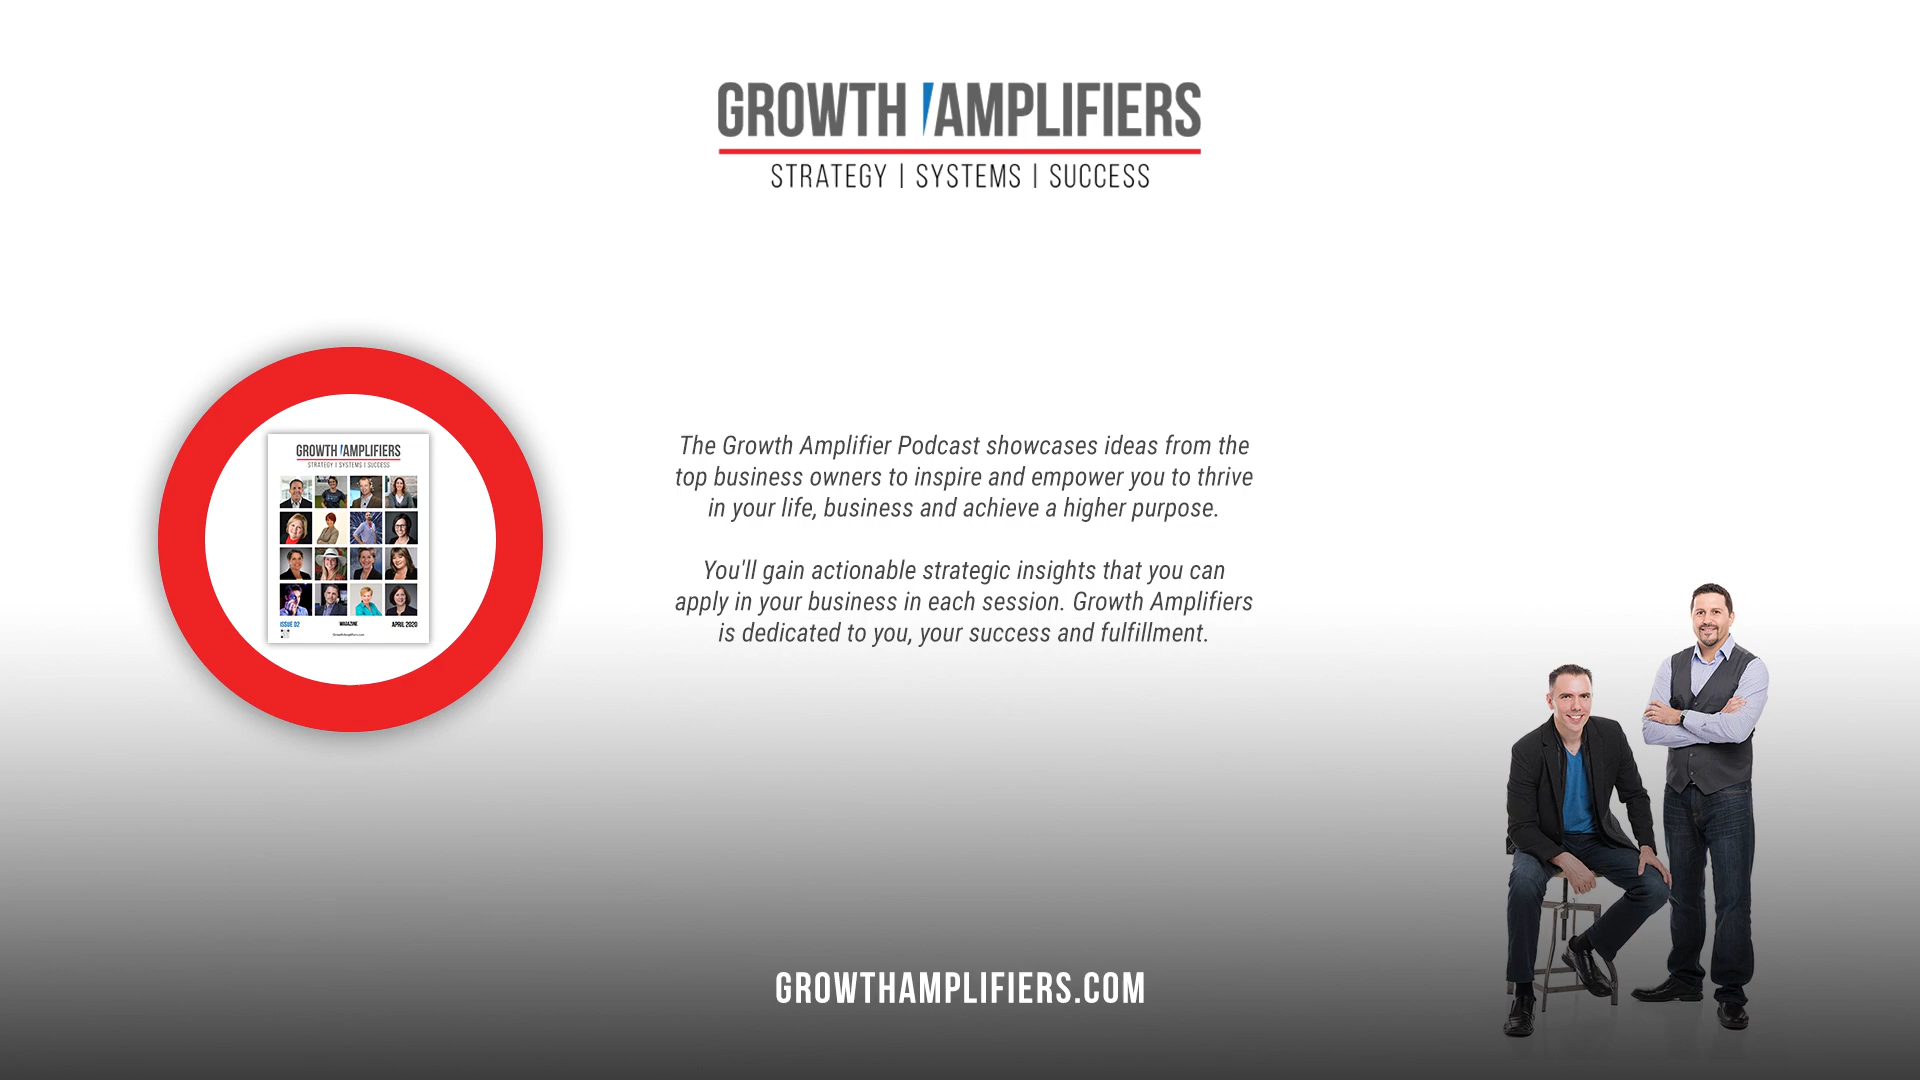 GROWTH AMPLIFIERS
STRATEGY | SYSTEMS | SUCCESS
GROWTH AMPLIFIERS
STRATEGY | SYSTEMS | SUCCESS
ISSUE 02 MAGAZINE APRIL 2020
GrowthAmplifiers.com
The Growth Amplifier Podcast showcases ideas from the
top business owners to inspire and empower you to thrive
in your life, business and achieve a higher purpose.
You'll gain actionable strategic insights that you can
apply in your business in each session. Growth Amplifiers
is dedicated to you, your success and fulfillment.
GROWTHAMPLIFIERS.COM